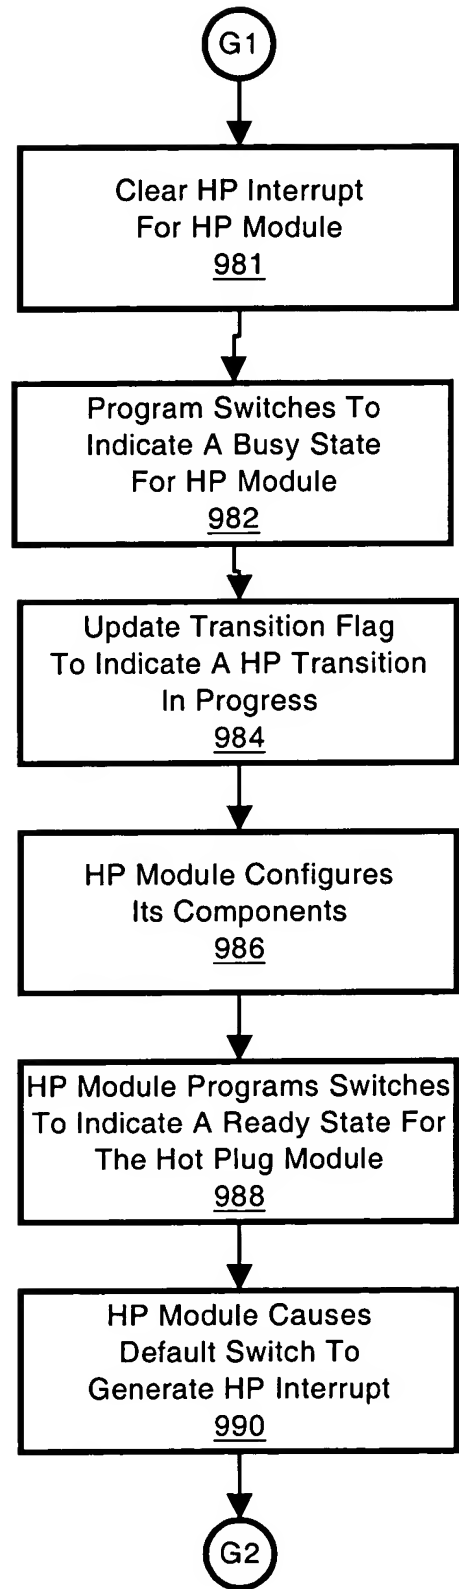 G1
Clear HP Interrupt
For HP Module
981
Program Switches To
Indicate A Busy State
For HP Module
982
Update Transition Flag
To Indicate A HP Transition
In Progress
984
HP Module Configures
Its Components
986
HP Module Programs Switches
To Indicate A Ready State For
The Hot Plug Module
988
HP Module Causes
Default Switch To
Generate HP Interrupt
990
G2